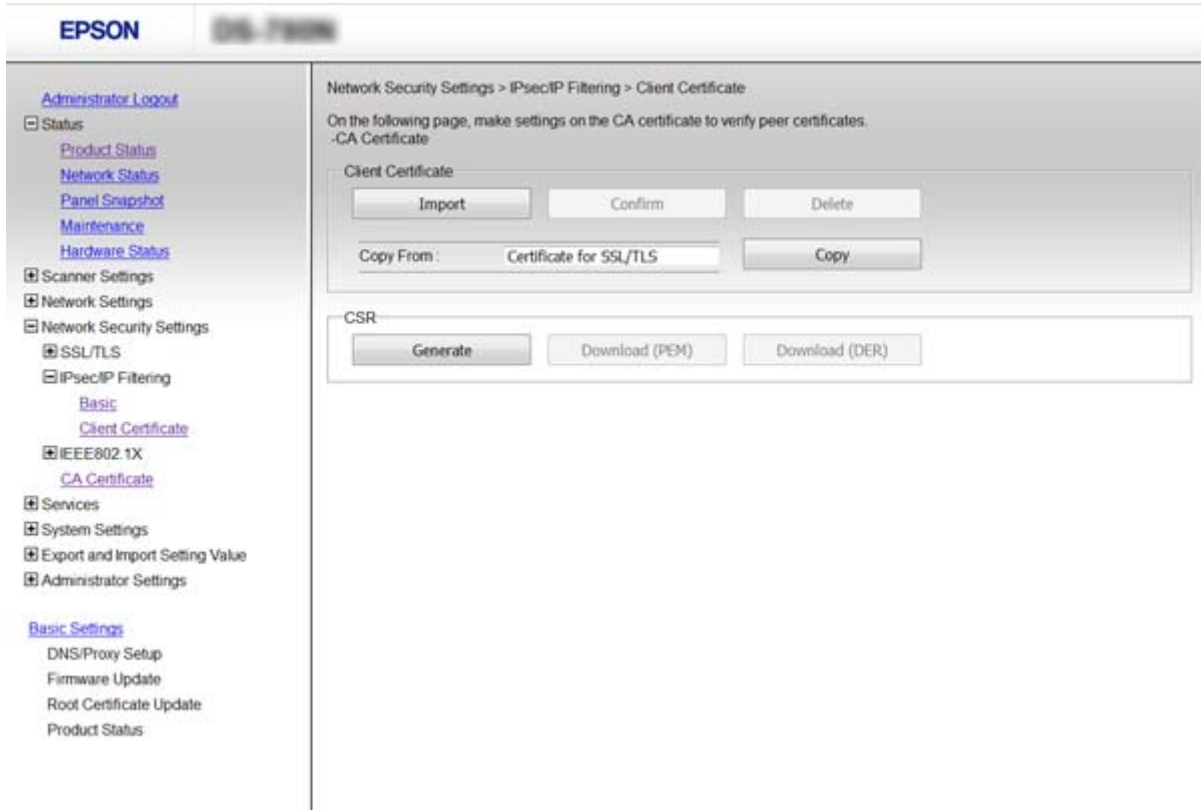 EPSON
Administrator Logout
Status
Product Status
Network Status
Panel Snapshot
Maintenance
Hardware Status
Scanner Settings
Network Settings
Network Security Settings
SSL/TLS
IPsec/IP Filtering
Basic
Client Certificate
IEEE802.1X
CA Certificate
Services
System Settings
Export and Import Setting Value
Administrator Settings
Basic Settings
DNS/Proxy Setup
Firmware Update
Root Certificate Update
Product Status
Network Security Settings > IPsec/IP Filtering > Client Certificate
On the following page, make settings on the CA certificate to verify peer certificates.
-CA Certificate
Client Certificate
Import Confirm Delete
Copy From : Certificate for SSL/TLS Copy
CSR
Generate Download (PEM) Download (DER)